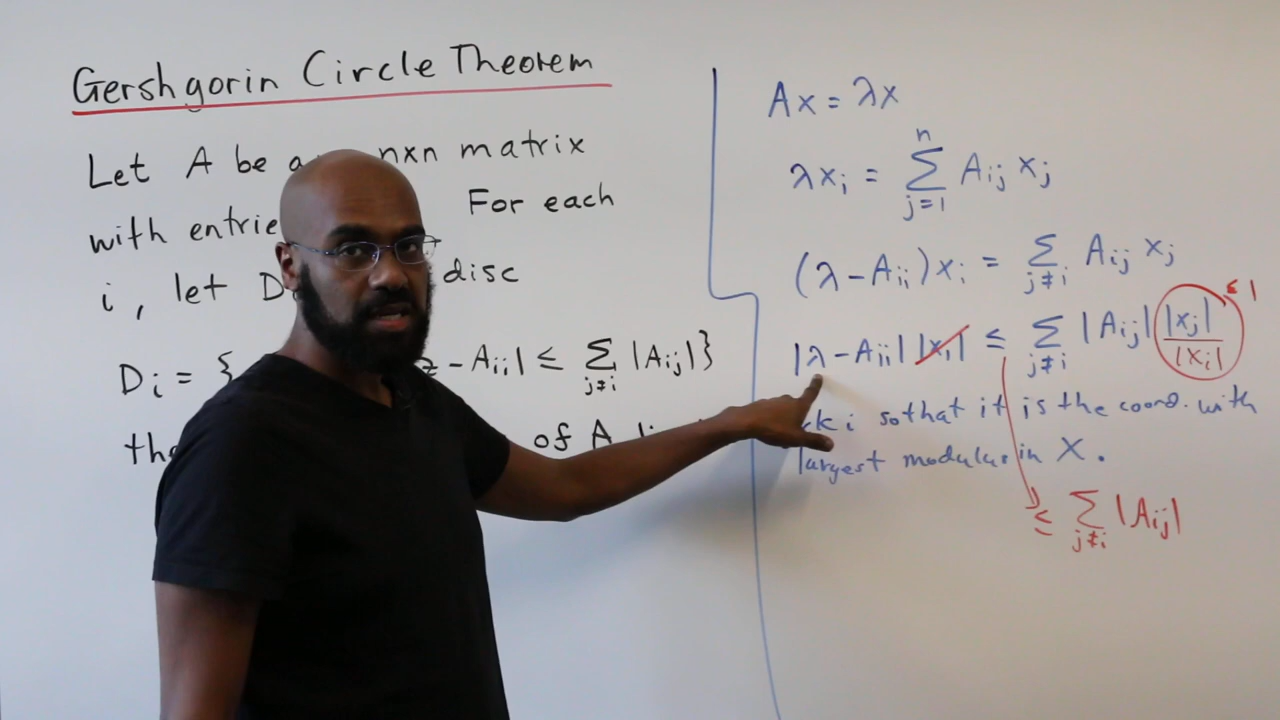 Gershgorin Circle Theorem
Let A be a nxn matrix
with entrie For each
i, let D disc
Dᵢ = { z - Aᵢᵢ| ≤ ∑_{j≠i} |Aᵢⱼ|}
the of A
Ax = λx
λxᵢ = ∑_{j=1}^{n} Aᵢⱼ xⱼ
(λ - Aᵢᵢ)xᵢ = ∑_{j≠i} Aᵢⱼ xⱼ
|λ - Aᵢᵢ| |xᵢ| ≤ ∑_{j≠i} |Aᵢⱼ| |xⱼ|/|xᵢ| ≤ 1
i so that it is the coord. with
largest modulus in X.
≤ ∑_{j≠i} |Aᵢⱼ|